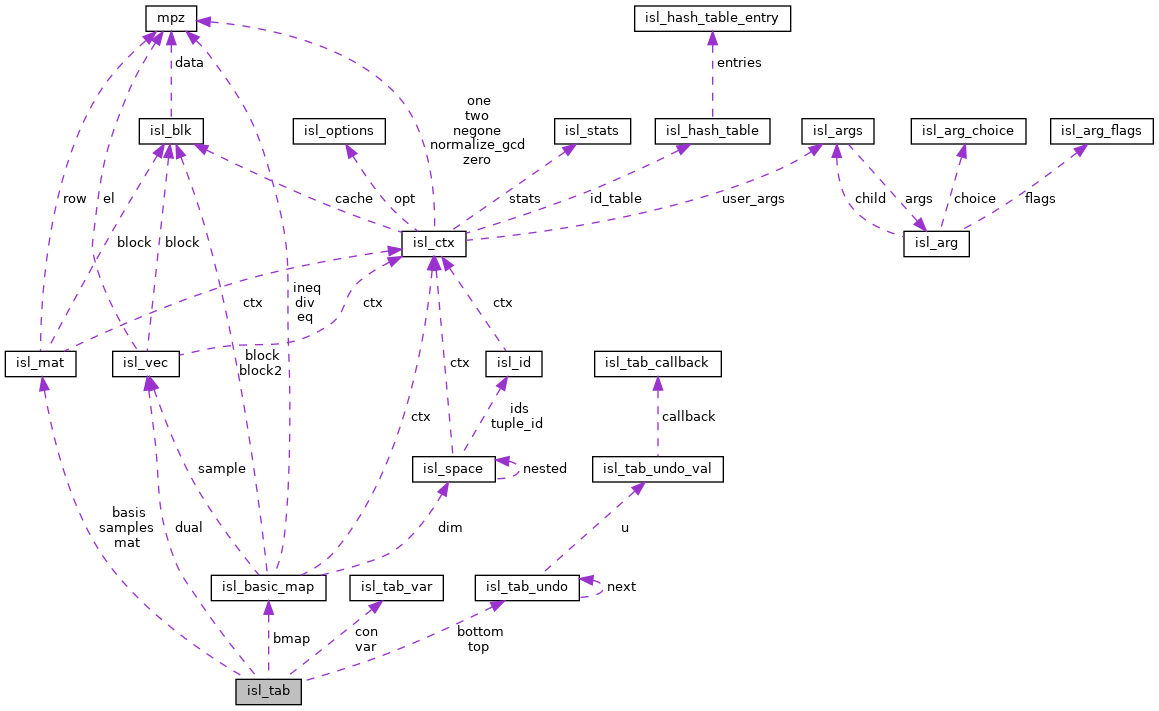 mpz
isl_hash_table_entry
data
entries
one
two
negone
normalize_gcd
zero
isl_blk
isl_options
isl_stats
isl_hash_table
isl_args
isl_arg_choice
isl_arg_flags
row
el
cache
opt
stats
id_table
user_args
child
args
choice
flags
block
block
isl_ctx
isl_arg
ctx
ineq
div
eq
ctx
ctx
block
block2
ctx
isl_mat
isl_vec
isl_id
isl_tab_callback
ctx
ids
tuple_id
callback
sample
isl_space
nested
isl_tab_undo_val
basis
samples
mat
dual
dim
u
isl_basic_map
isl_tab_var
isl_tab_undo
next
bmap
con
var
bottom
top
isl_tab